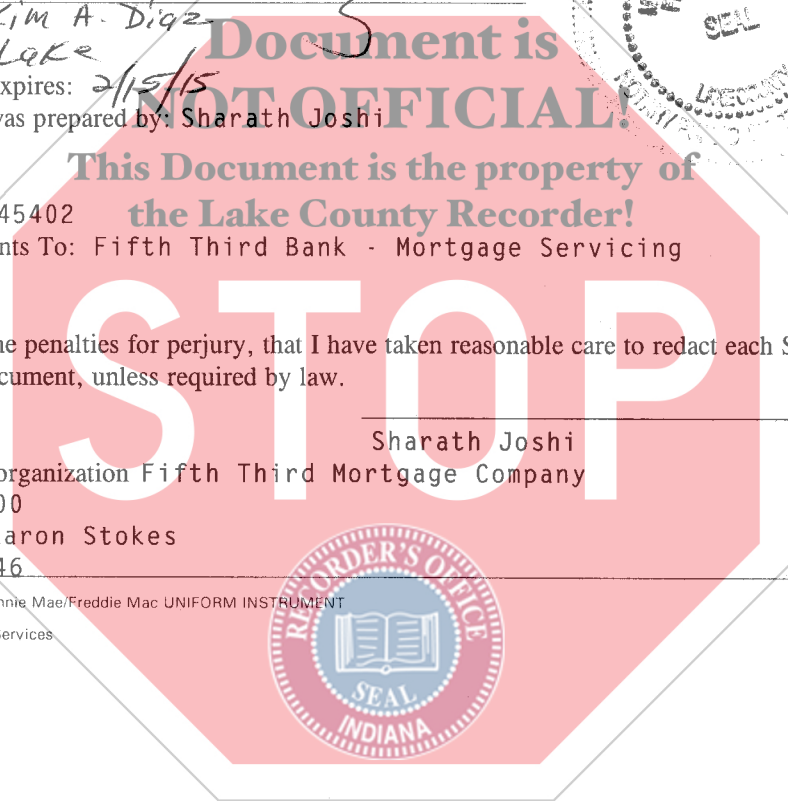 Kim A. Diaz
Lake
xpires: 2/15/15
was prepared by: Sharath Joshi
Document is
NOT OFFICIAL!
This Document is the property of
the Lake County Recorder!
45402
nts To: Fifth Third Bank - Mortgage Servicing
STOP
he penalties for perjury, that I have taken reasonable care to redact each S
ocument, unless required by law.
Sharath Joshi
organization Fifth Third Mortgage Company
00
aron Stokes
46
nnie Mae/Freddie Mac UNIFORM INSTRUMENT
Services
RECORDER'S OFFICE
SEAL
INDIANA
SEAL